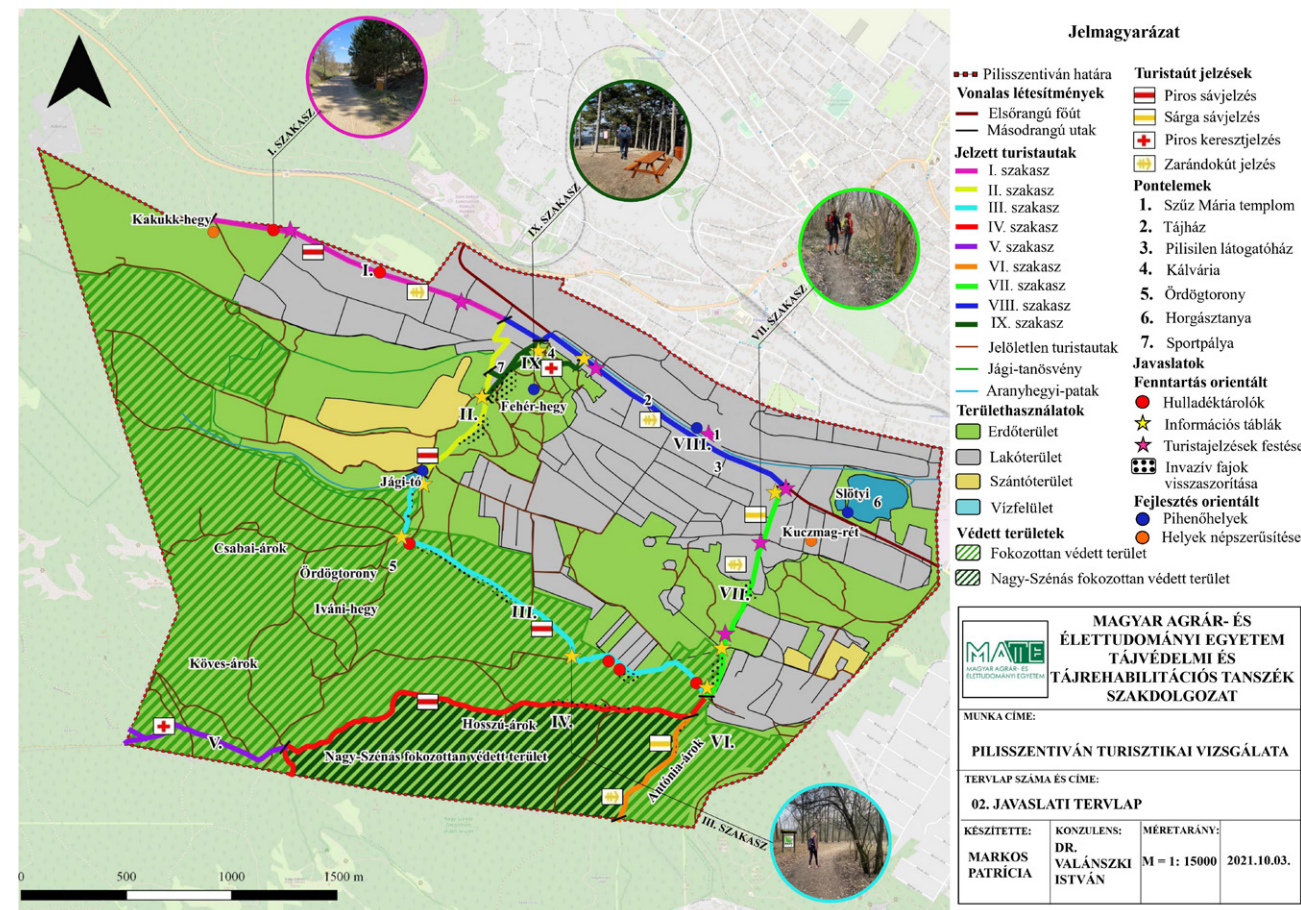 I. SZAKASZ
IX. SZAKASZ
VII. SZAKASZ
Kakukk-hegy
I.
IX
4
7
Fehér-hegy
II.
2
VIII.
1
3
Jági-tó
Slötyi
6
Kuczmag-rét
Csabai-árok
Ördögtorony
5
Iváni-hegy
III.
VII.
Köves-árok
Hosszú-árok
IV.
V.
VI.
Nagy-Szénás fokozottan védett terület
Antónia-árok
III. SZAKASZ
0 500 1000 1500 m
Jelmagyarázat
Pilisszentiván határa
Vonalas létesítmények
Elsőrangú főút
Másodrangú utak
Jelzett turistautak
I. szakasz
II. szakasz
III. szakasz
IV. szakasz
V. szakasz
VI. szakasz
VII. szakasz
VIII. szakasz
IX. szakasz
Jelöletlen turistautak
Jági-tanösvény
Aranyhegyi-patak
Területhasználatok
Erdőterület
Lakóterület
Szántóterület
Vízfelület
Védett területek
Fokozottan védett terület
Nagy-Szénás fokozottan védett terület
Turistaút jelzések
Piros sávjelzés
Sárga sávjelzés
Piros keresztjelzés
Zarándokút jelzés
Pontelemek
1. Szűz Mária templom
2. Tájház
3. Pilisilen látogatóház
4. Kálvária
5. Ördögtorony
6. Horgásztanya
7. Sportpálya
Javaslatok
Fenntartás orientált
Hulladéktárolók
Információs táblák
Turistajelzések festése
Invazív fajok
visszaszorítása
Fejlesztés orientált
Pihenőhelyek
Helyek népszerűsítése
MATE
MAGYAR AGRÁR- ÉS
ÉLETTUDOMÁNYI EGYETEM
MAGYAR AGRÁR- ÉS
ÉLETTUDOMÁNYI EGYETEM
TÁJVÉDELMI ÉS
TÁJREHABILITÁCIÓS TANSZÉK
SZAKDOLGOZAT
MUNKA CÍME:
PILISSZENTIVÁN TURISZTIKAI VIZSGÁLATA
TERVLAP SZÁMA ÉS CÍME:
02. JAVASLATI TERVLAP
KÉSZÍTETTE:
MARKOS
PATRÍCIA
KONZULENS:
DR.
VALÁNSZKI
ISTVÁN
MÉRETARÁNY:
M = 1: 15000
2021.10.03.